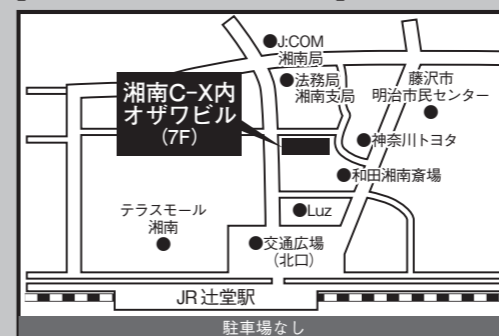 ●J:COM
湘南局
●法務局
湘南支局
藤沢市
明治市民センター
●
湘南C-X内
オザワビル
(7F)
●神奈川トヨタ
●和田湘南斎場
テラスモール
湘南
●
●Luz
●交通広場
(北口)
JR辻堂駅
駐車場なし